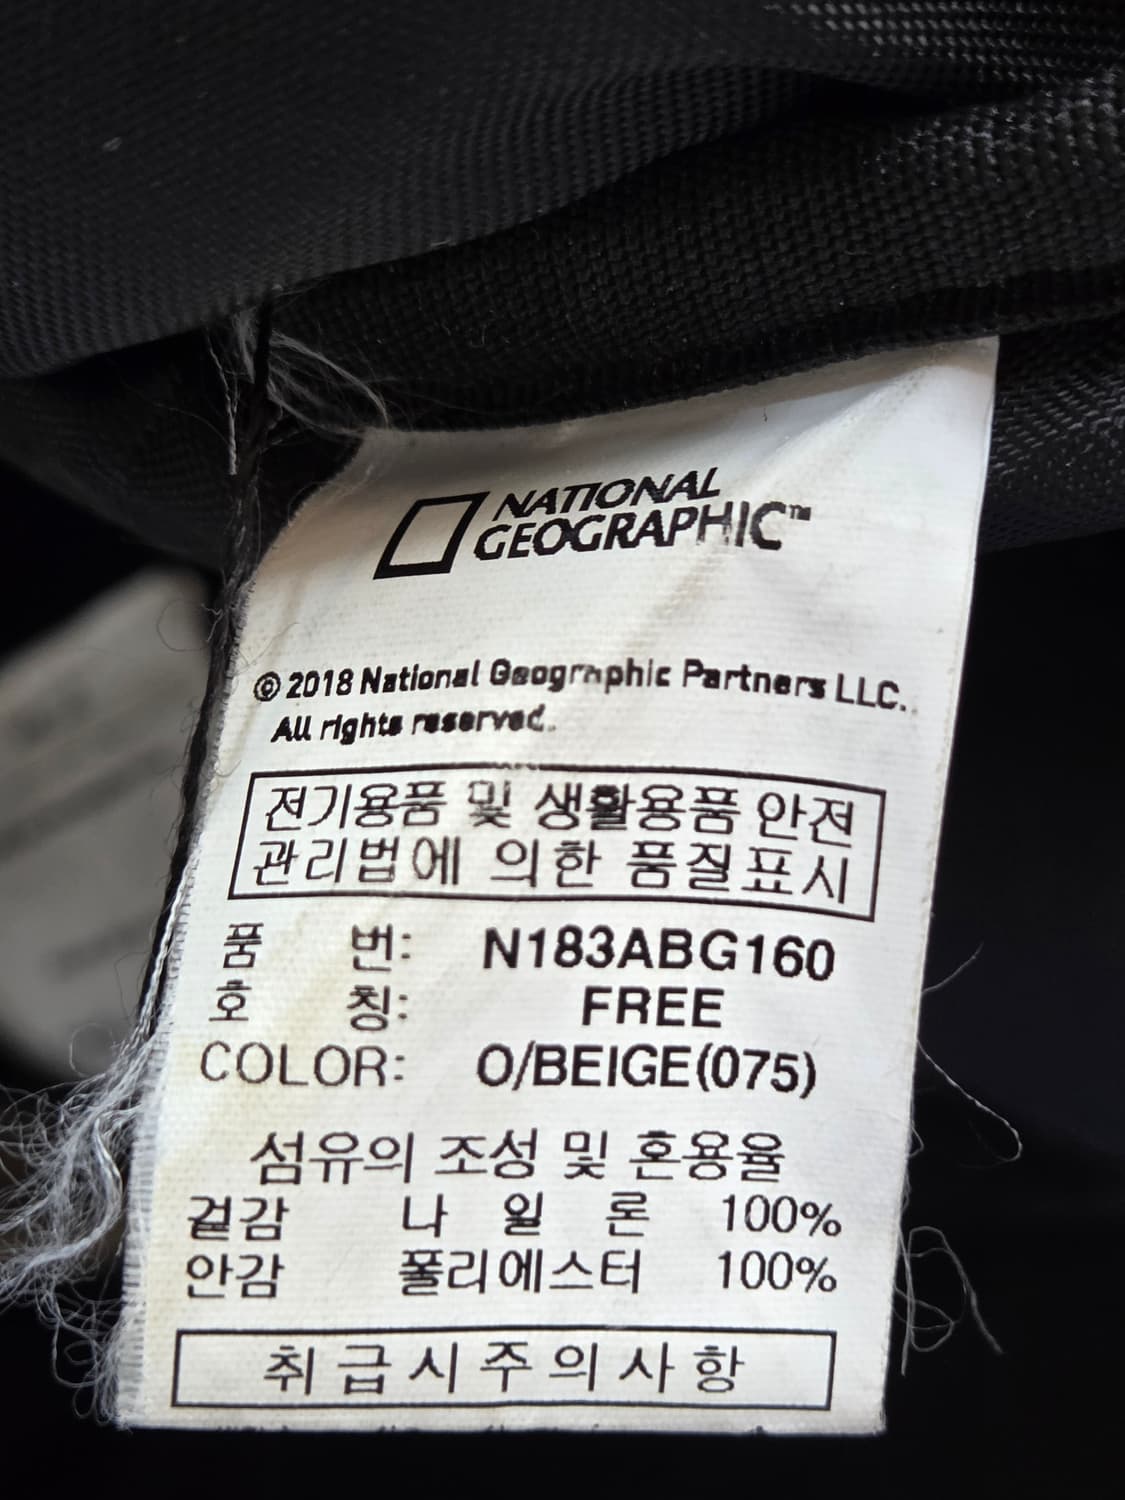 NATIONAL
GEOGRAPHIC™
© 2018 National Geographic Partners LLC.
All rights reserved.
전기용품 및 생활용품 안전
관리법에 의한 품질표시
품 번: N183ABG160
호 칭: FREE
COLOR: O/BEIGE(075)
섬유의 조성 및 혼용율
겉감 나 일 론 100%
안감 폴리에스터 100%
취급시주의사항